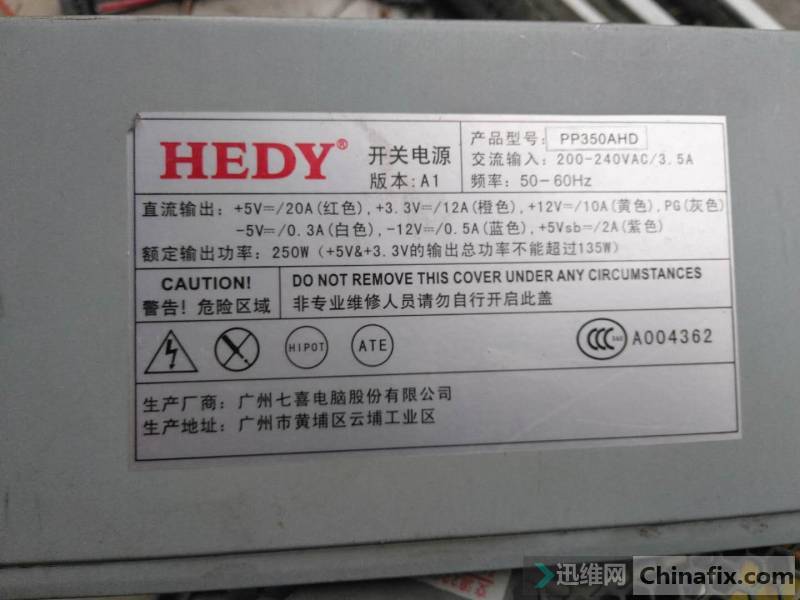 HEDY® 开关电源
版本:A1
产品型号: PP350AHD
交流输入: 200-240VAC/3.5A
频率: 50-60Hz
直流输出: +5V=/20A(红色),+3.3V=/12A(橙色),+12V=/10A(黄色),PG(灰色)
-5V=/0.3A(白色),-12V=/0.5A(蓝色),+5Vsb=/2A(紫色)
额定输出功率: 250W (+5V&+3.3V的输出总功率不能超过135W)
CAUTION!
警告! 危险区域
DO NOT REMOVE THIS COVER UNDER ANY CIRCUMSTANCES
非专业维修人员请勿自行开启此盖
HIPOT ATE CCC A004362
生产厂商: 广州七喜电脑股份有限公司
生产地址: 广州市黄埔区云埔工业区
迅维网 Chinafix.com